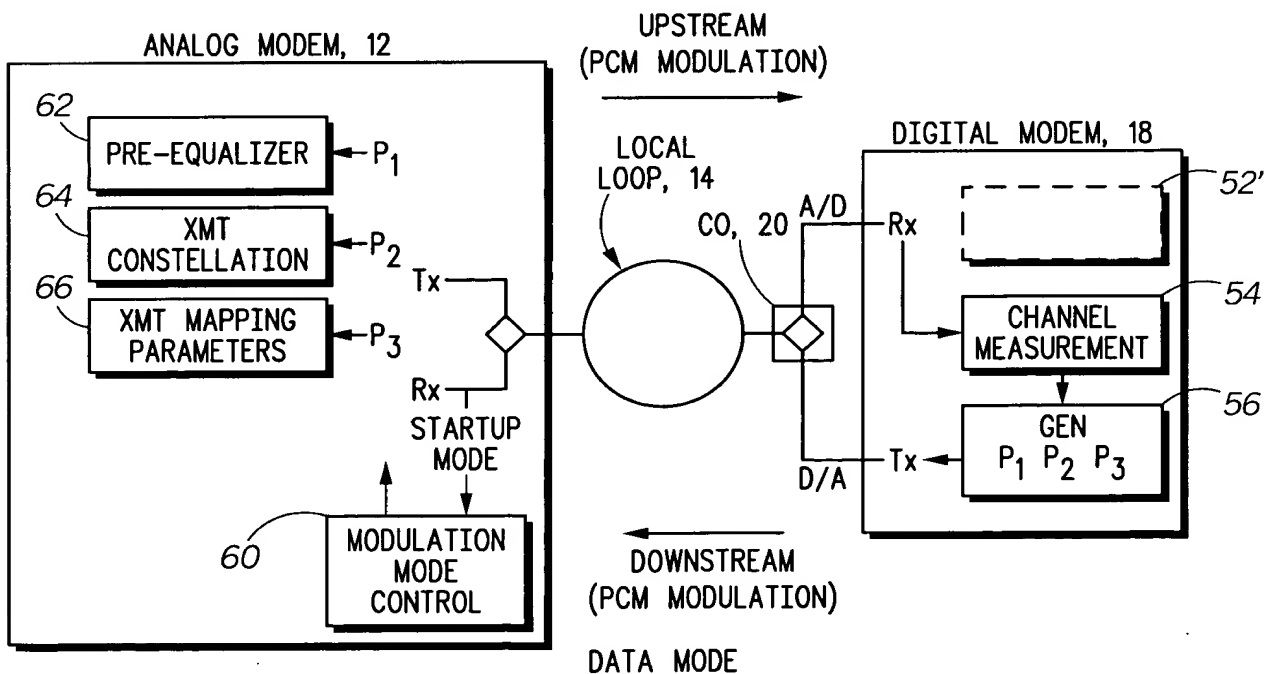 UPSTREAM
(PCM MODULATION)
ANALOG MODEM, 12
62
PRE-EQUALIZER
P1
64
XMT
CONSTELLATION
P2
66
XMT MAPPING
PARAMETERS
P3
Tx
Rx
STARTUP
MODE
60
MODULATION
MODE
CONTROL
LOCAL
LOOP, 14
CO, 20
A/D
D/A
DIGITAL MODEM, 18
52'
Rx
54
CHANNEL
MEASUREMENT
56
GEN
P1 P2 P3
Tx
DOWNSTREAM
(PCM MODULATION)
DATA MODE